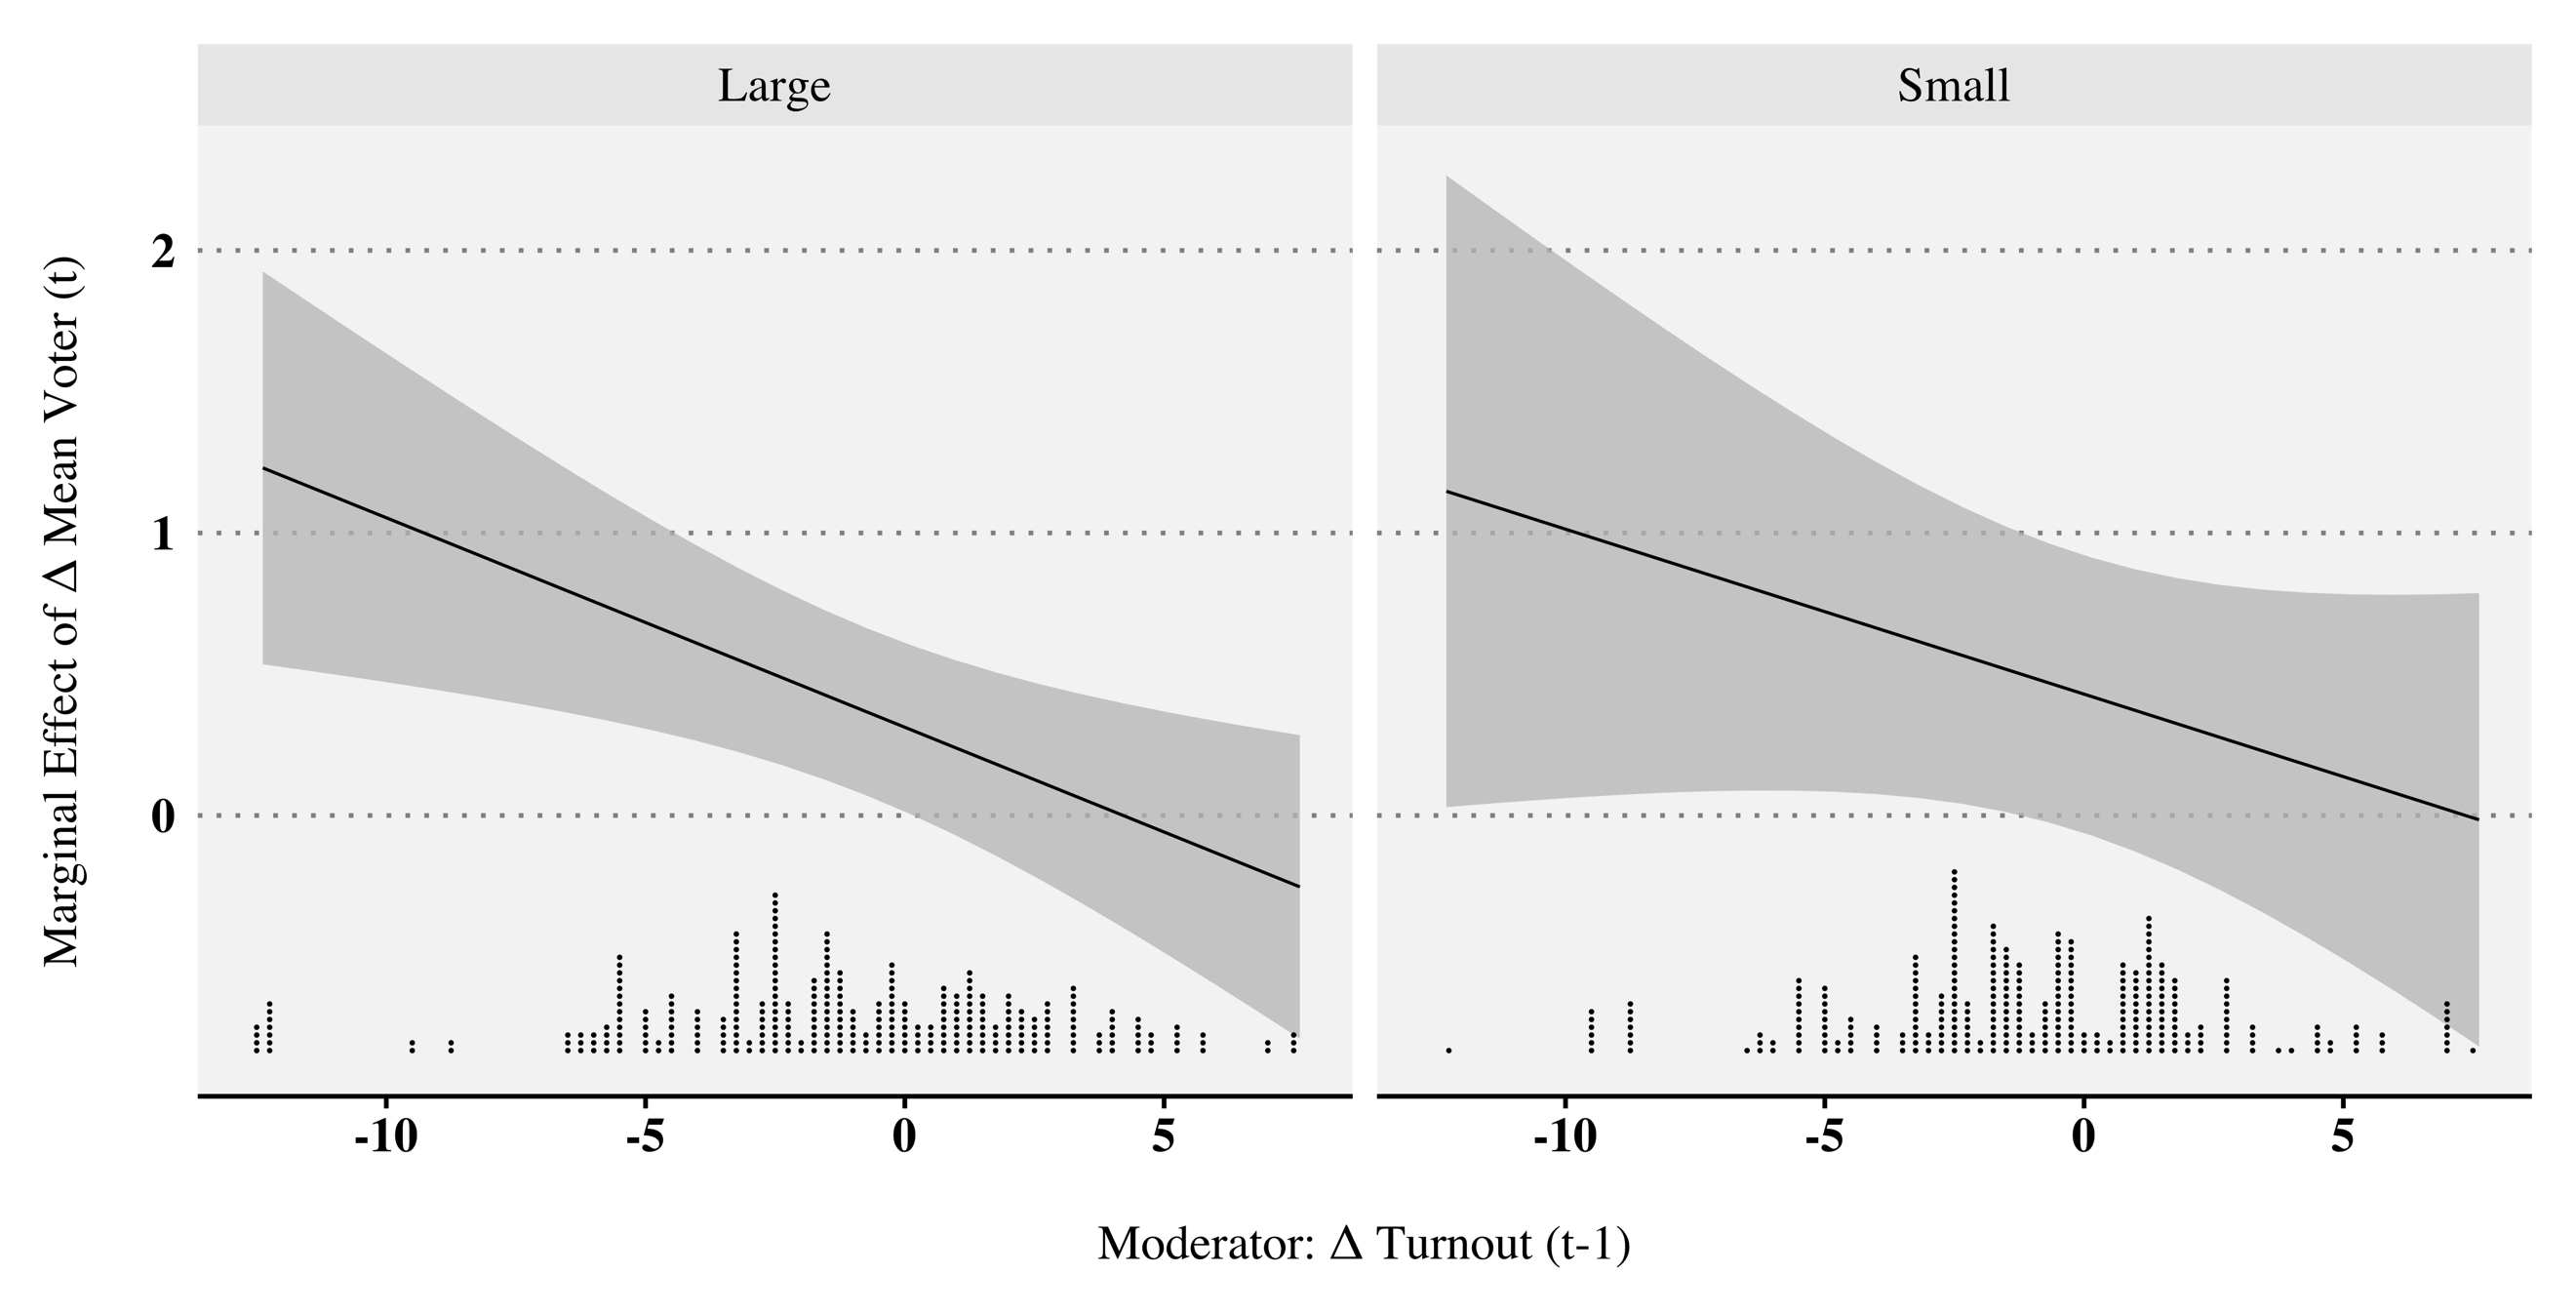 Large
Small
Marginal Effect of Δ Mean Voter (t)
2
1
0
-10 -5 0 5
-10 -5 0 5
Moderator: Δ Turnout (t-1)